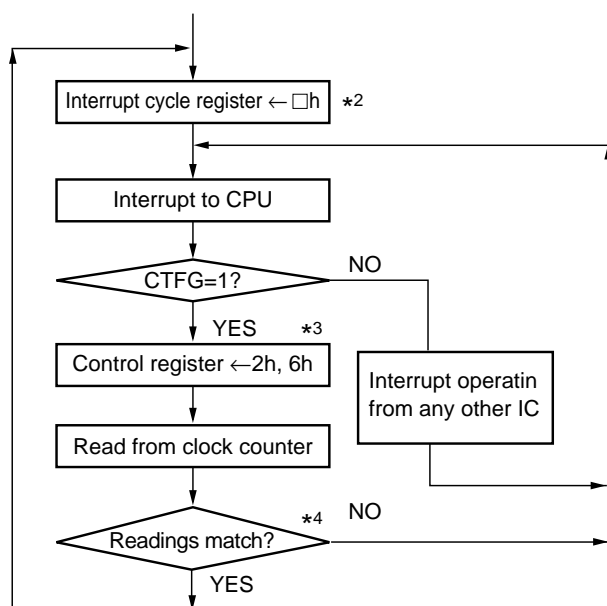 Interrupt cycle register ← □h *2
Interrupt to CPU
CTFG=1?
NO
YES
*3
Control register ←2h, 6h
Interrupt operatin
from any other IC
Read from clock counter
*4
NO
Readings match?
YES